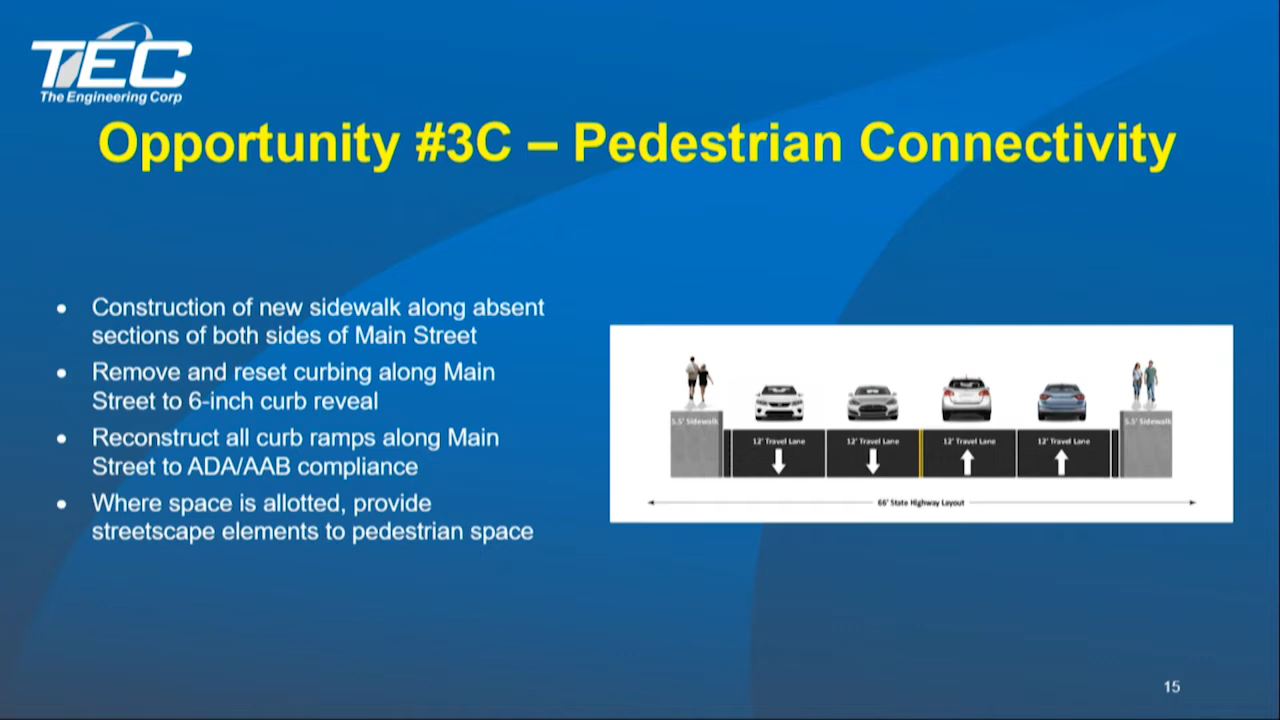 TEC
The Engineering Corp
Opportunity #3C – Pedestrian Connectivity
• Construction of new sidewalk along absent
sections of both sides of Main Street
• Remove and reset curbing along Main
Street to 6-inch curb reveal
• Reconstruct all curb ramps along Main
Street to ADA/AAB compliance
• Where space is allotted, provide
streetscape elements to pedestrian space
5.5' Sidewalk
12' Travel Lane
12' Travel Lane
12' Travel Lane
12' Travel Lane
5.5' Sidewalk
66' State Highway Layout
15